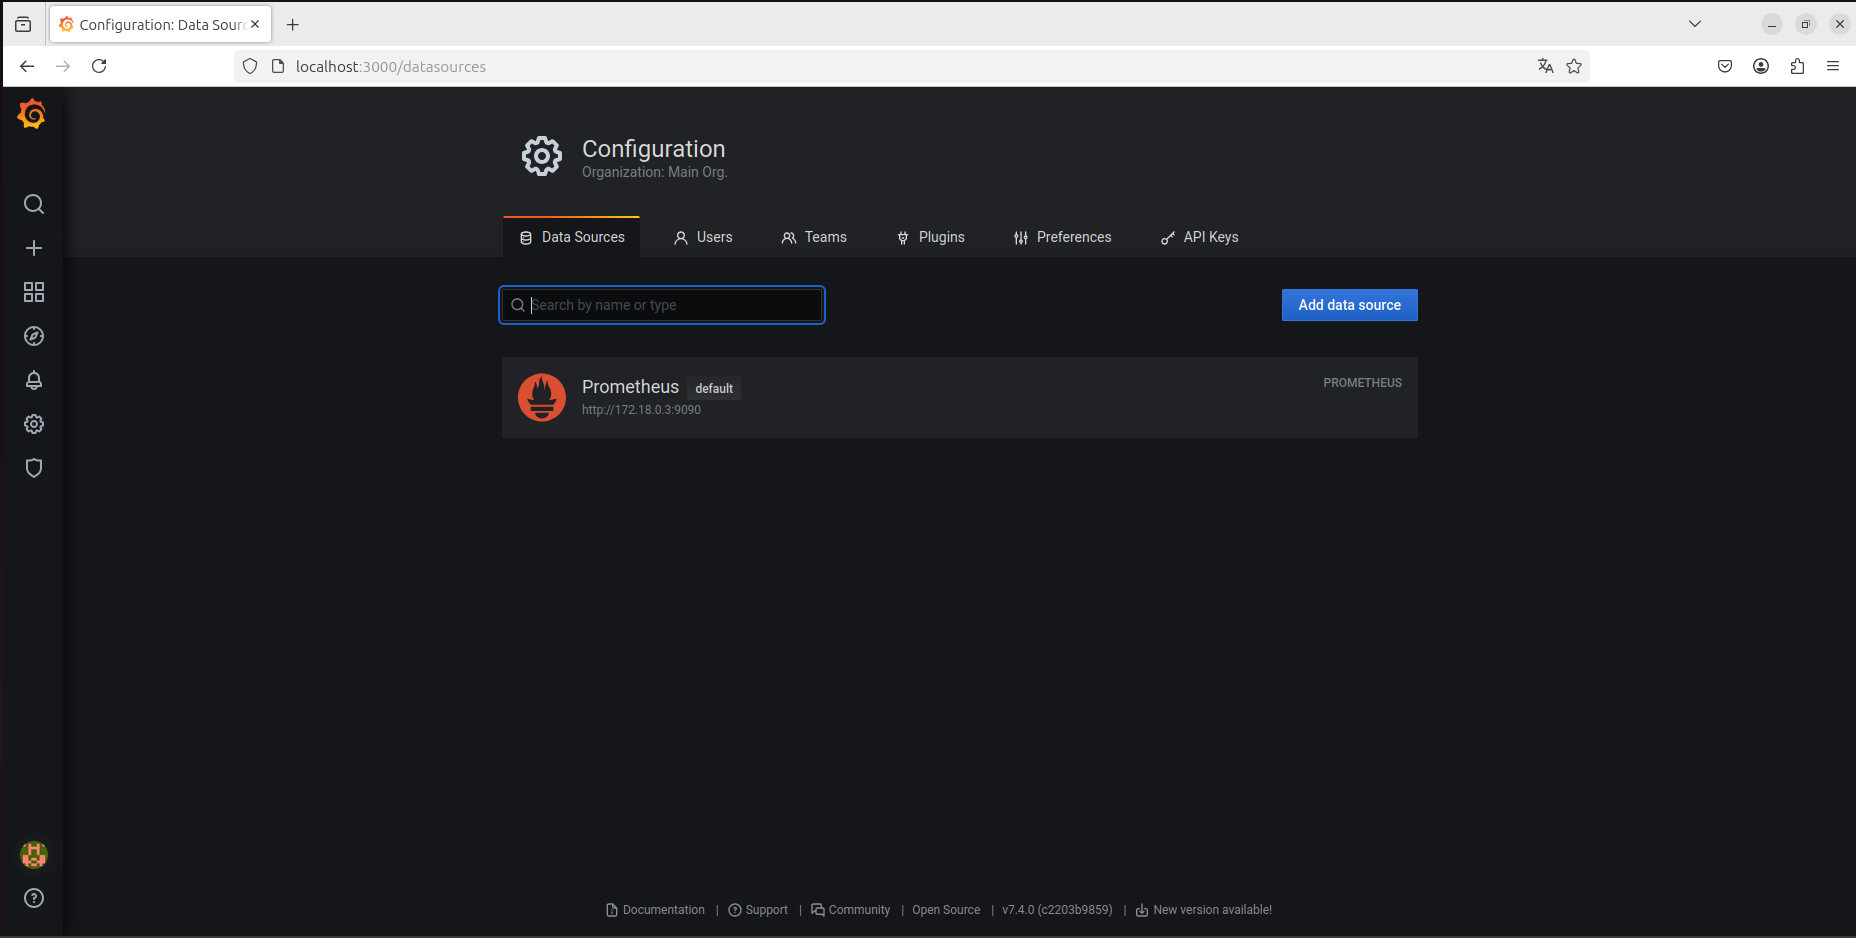 Configuration: Data Sour
localhost:3000/datasources
Configuration
Organization: Main Org.
Data Sources
Users
Teams
Plugins
Preferences
API Keys
Search by name or type
Add data source
Prometheus default
PROMETHEUS
http://172.18.0.3:9090
Documentation | Support | Community | Open Source | v7.4.0 (c2203b9859) | New version available!